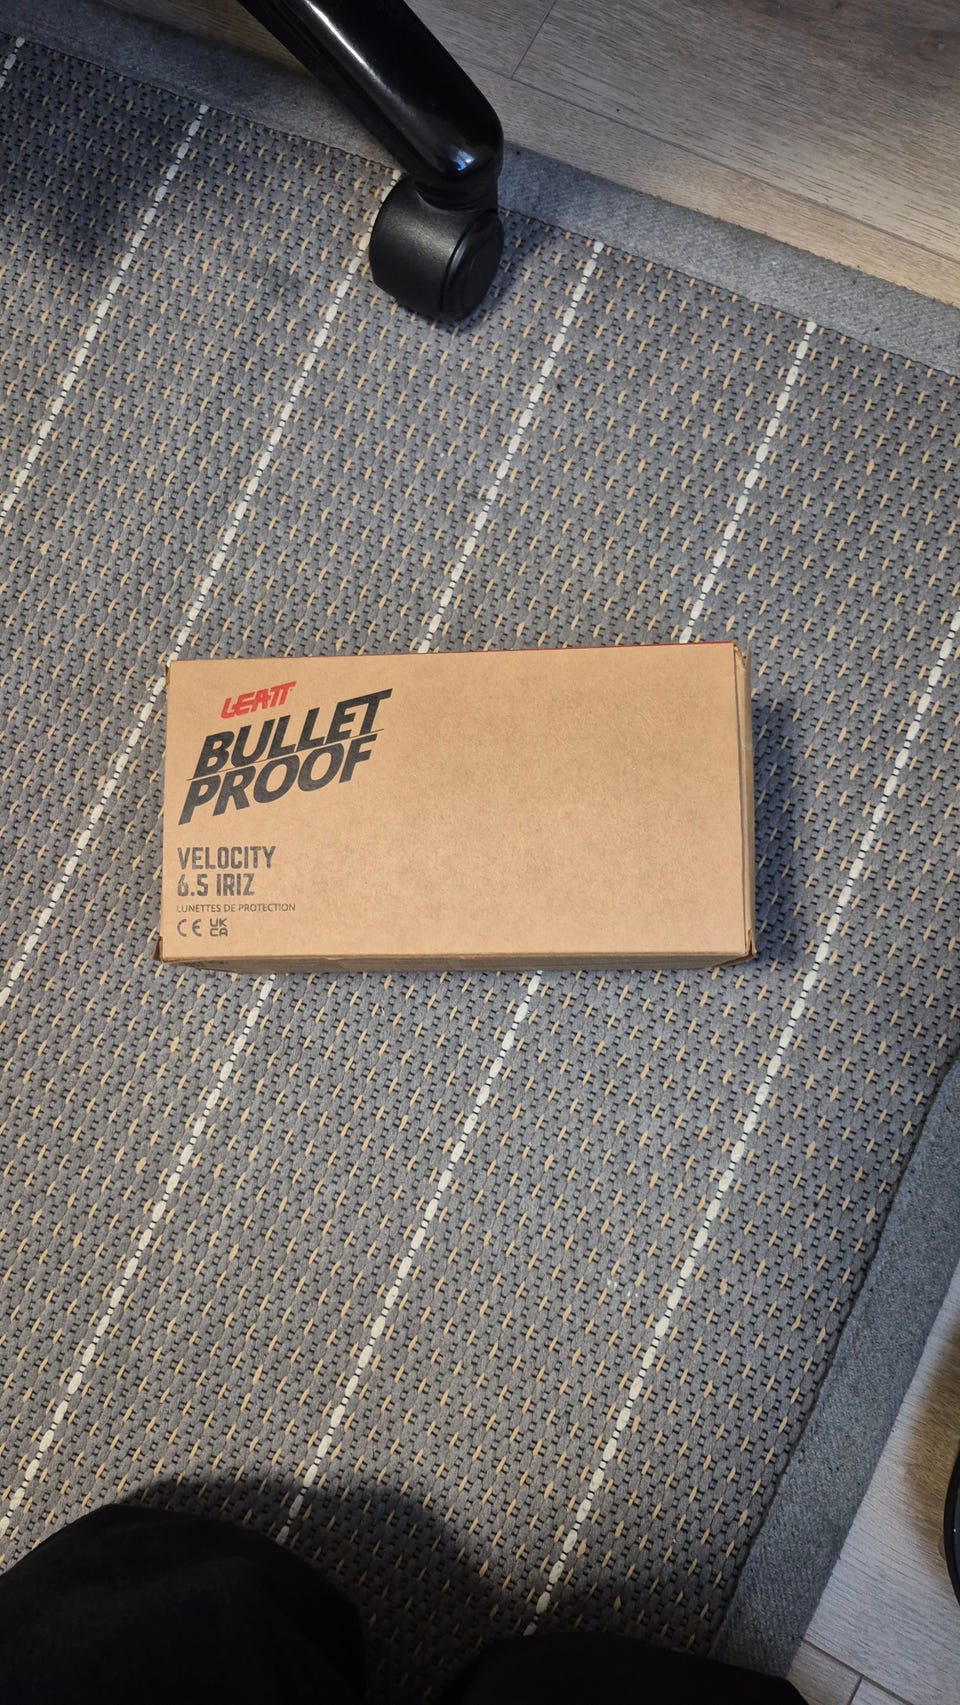 LEATT
BULLET
PROOF
VELOCITY
6.5 IRIZ
LUNETTES DE PROTECTION
CE UK
CA